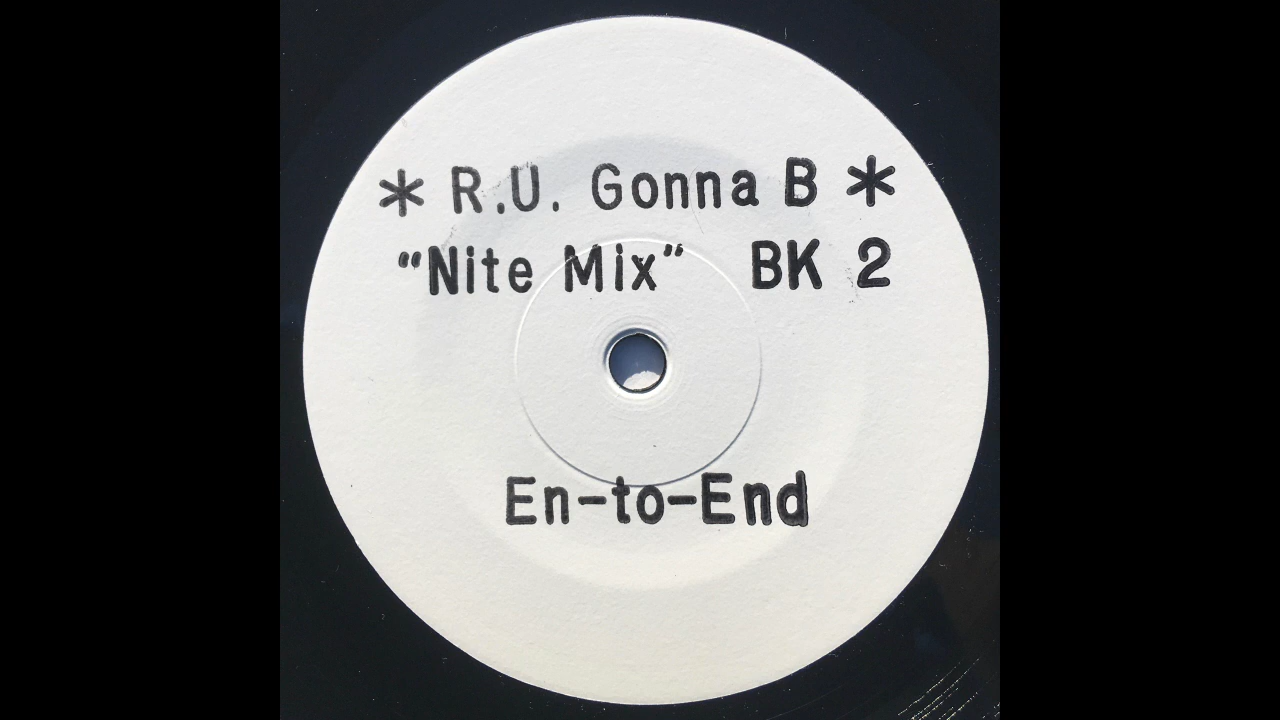 * R.U. Gonna B *
“Nite Mix” BK 2
En-to-End